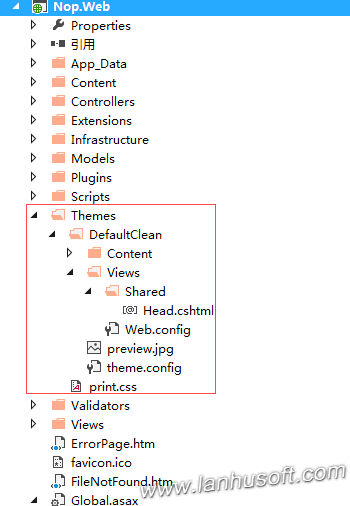 Nop.Web
Properties
引用
App_Data
Content
Controllers
Extensions
Infrastructure
Models
Plugins
Scripts
Themes
DefaultClean
Content
Views
Shared
Head.cshtml
Web.config
preview.jpg
theme.config
print.css
Validators
Views
ErrorPage.htm
favicon.ico
FileNotFound.htm
Global.asax
www.lanhusoft.com